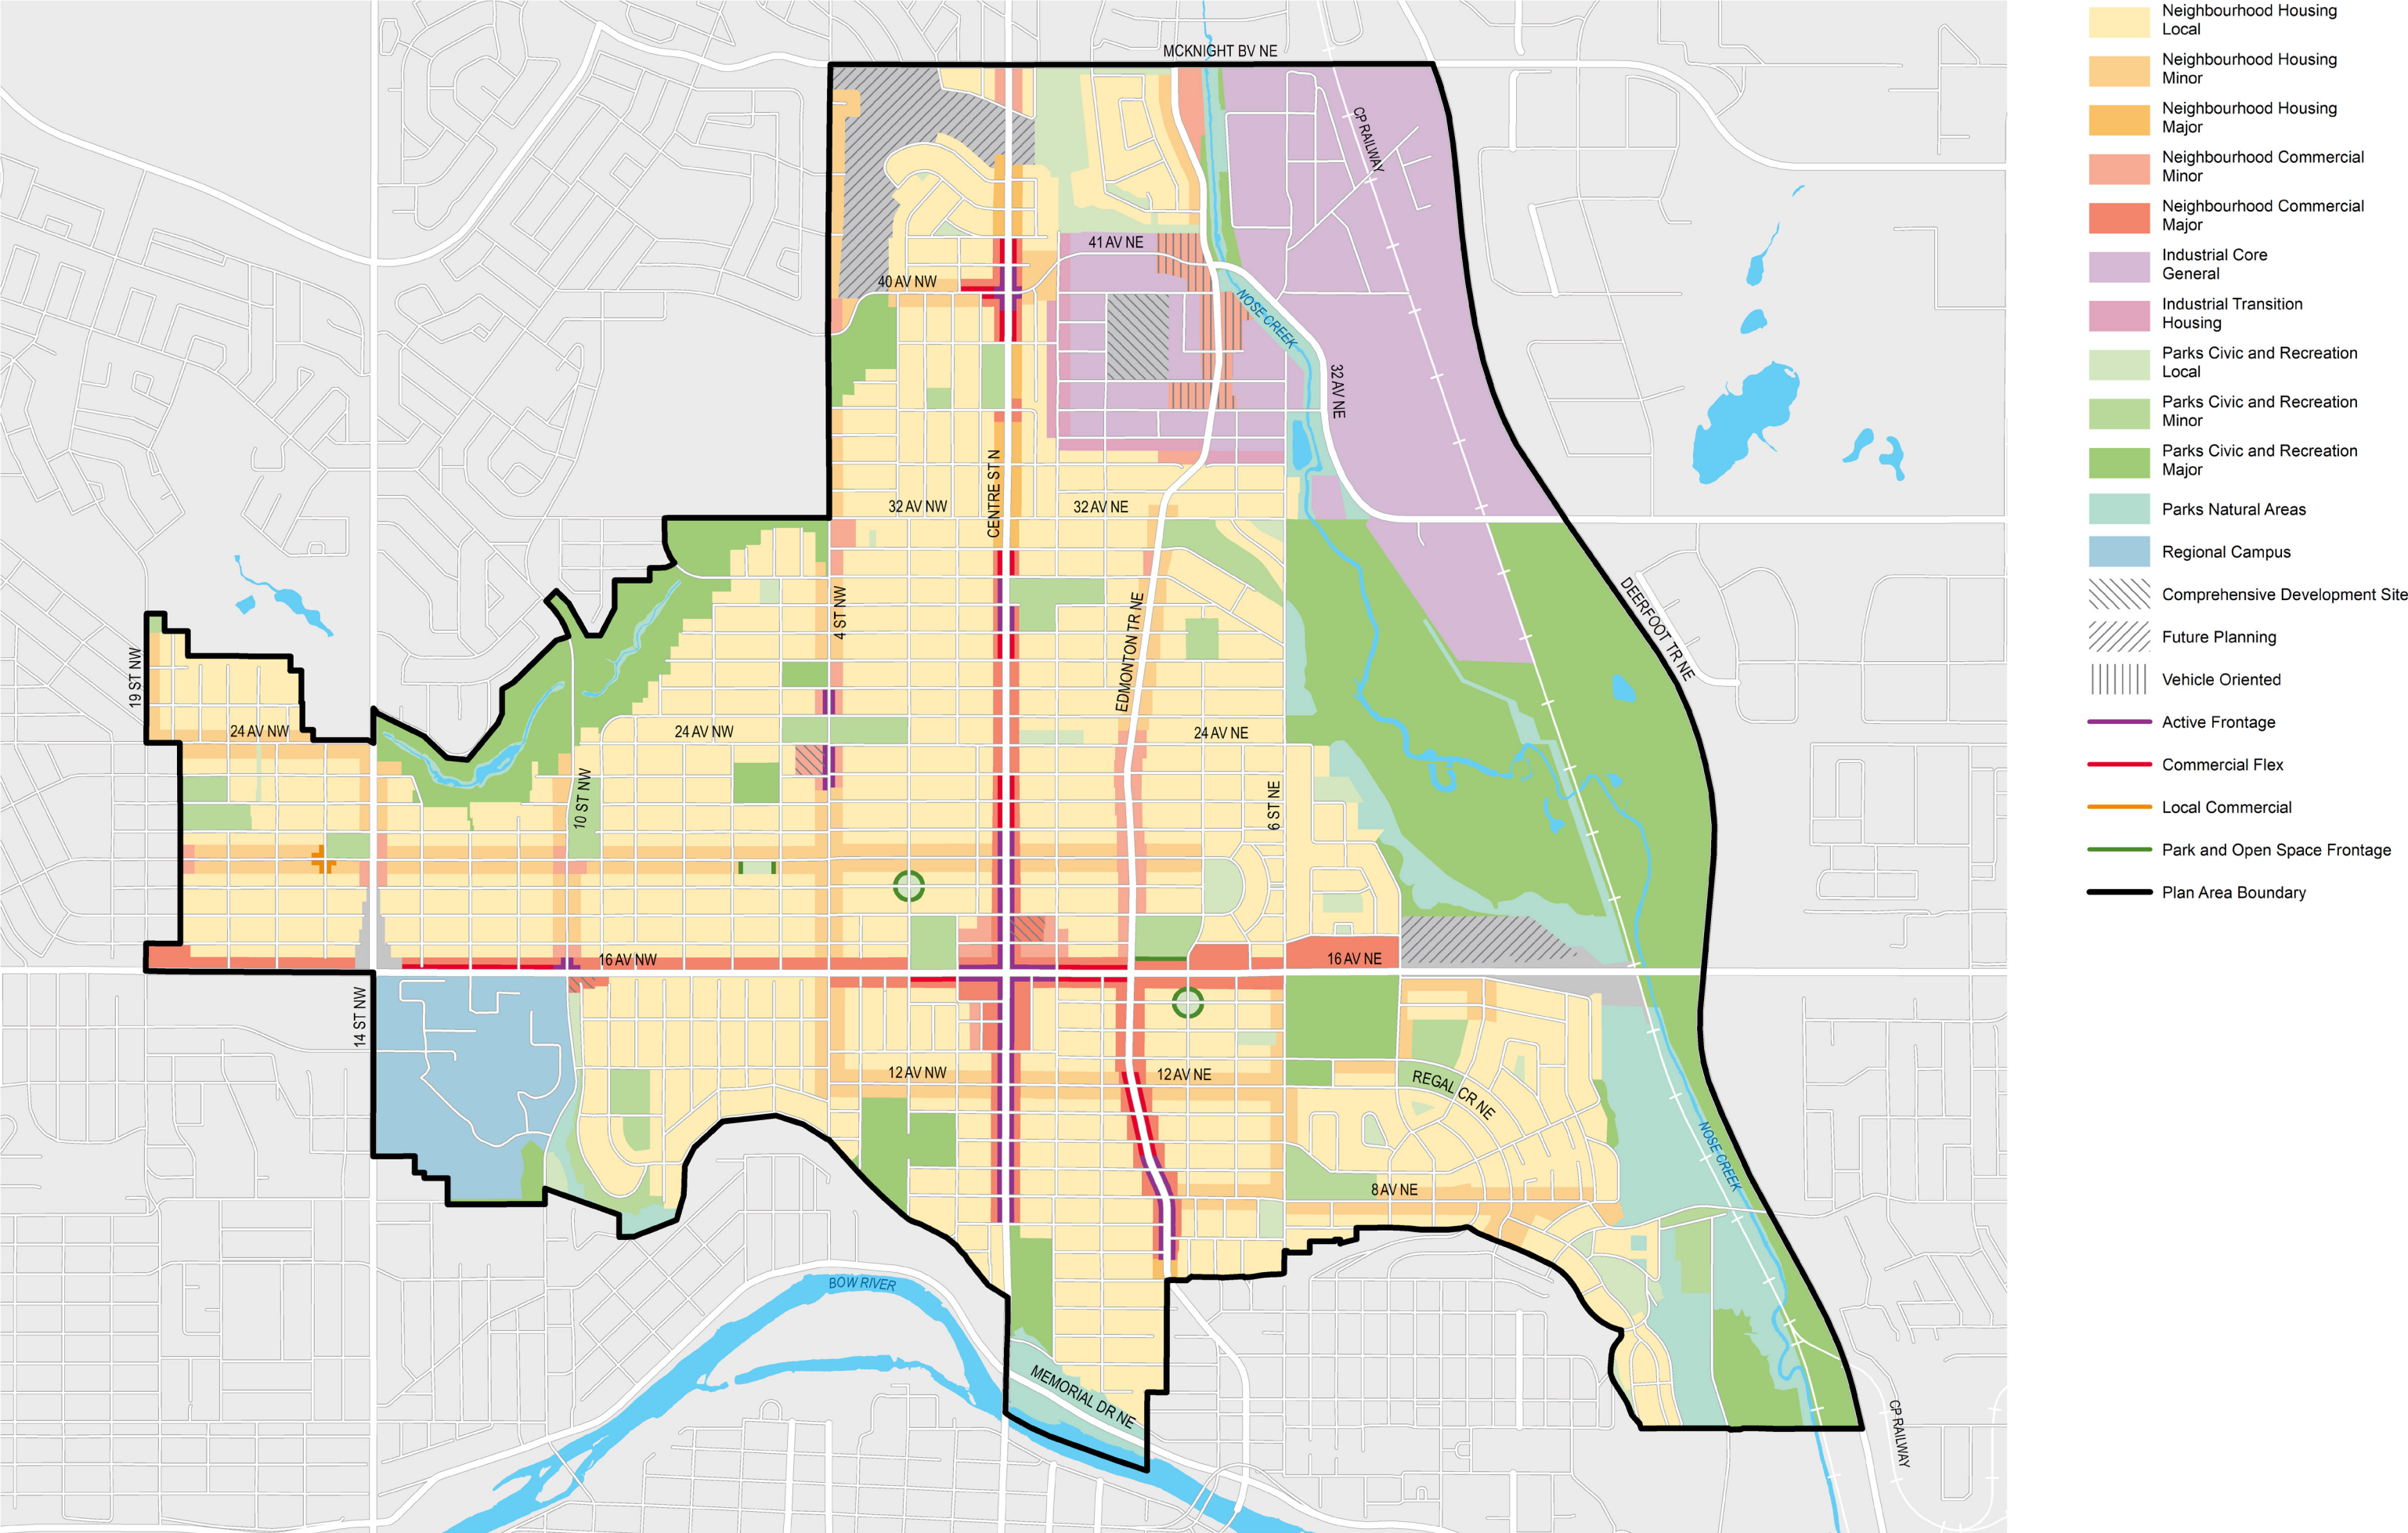 MCKNIGHT BV NE
CP RAILWAY
41 AV NE
40 AV NW
NOSE CREEK
32 AV NE
CENTRE ST N
32 AV NW
32 AV NE
4 ST NW
EDMONTON TR NE
DEERFOOT TR NE
19 ST NW
24 AV NW
24 AV NW
24 AV NE
10 ST NW
6 ST NE
16 AV NW
16 AV NE
14 ST NW
12 AV NW
12 AV NE
REGAL CR NE
NOSE CREEK
8 AV NE
BOW RIVER
MEMORIAL DR NE
CP RAILWAY
Neighbourhood Housing
Local
Neighbourhood Housing
Minor
Neighbourhood Housing
Major
Neighbourhood Commercial
Minor
Neighbourhood Commercial
Major
Industrial Core
General
Industrial Transition
Housing
Parks Civic and Recreation
Local
Parks Civic and Recreation
Minor
Parks Civic and Recreation
Major
Parks Natural Areas
Regional Campus
Comprehensive Development Site
Future Planning
Vehicle Oriented
Active Frontage
Commercial Flex
Local Commercial
Park and Open Space Frontage
Plan Area Boundary